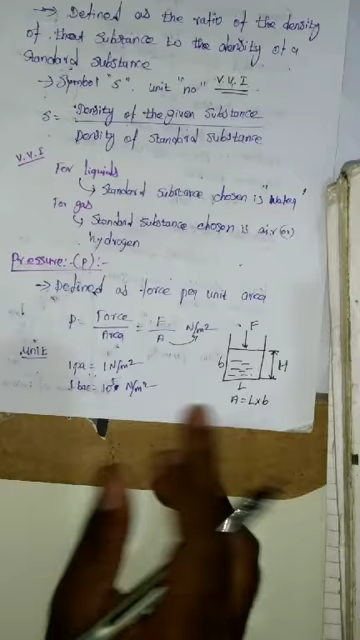 → Defined as the ratio of the density
of that Substance to the density of a
Standard substance
→ Symbol "S". unit "no" V.V.I
S = Density of the given Substance
Density of Standard Substance
V.V.I
For liquids
↳ Standard Substance chosen is "Water"
For gas
↳ Standard Substance chosen is air (or)
hydrogen
Pressure:-(P):-
→ Defined as force per unit area
P = Force/Area = F/A N/m²
Unit
1 pa = 1 N/m²
1 bar = 10⁵ N/m²
F
b
H
L
A = L×b